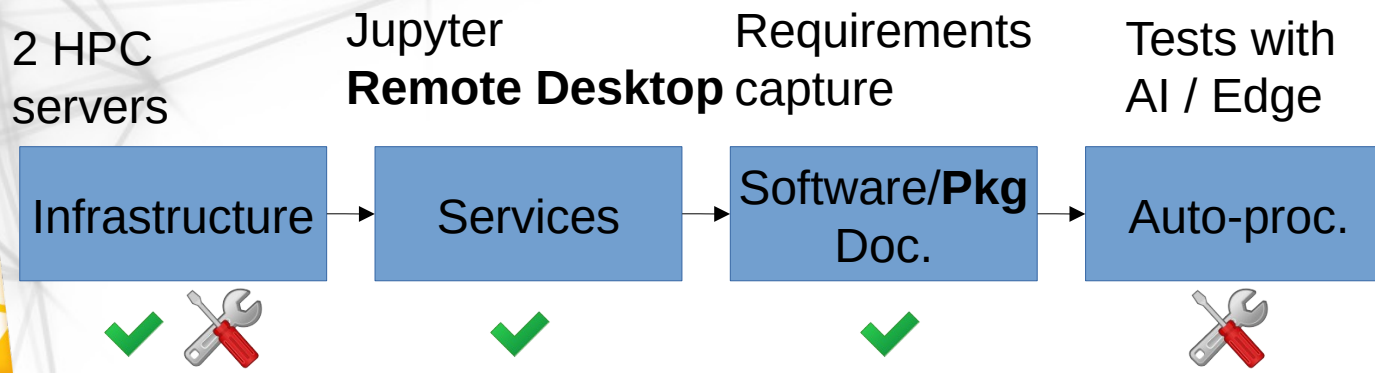 2 HPC
servers
Jupyter
Remote Desktop
Requirements
capture
Tests with
AI / Edge
Infrastructure
Services
Software/Pkg
Doc.
Auto-proc.